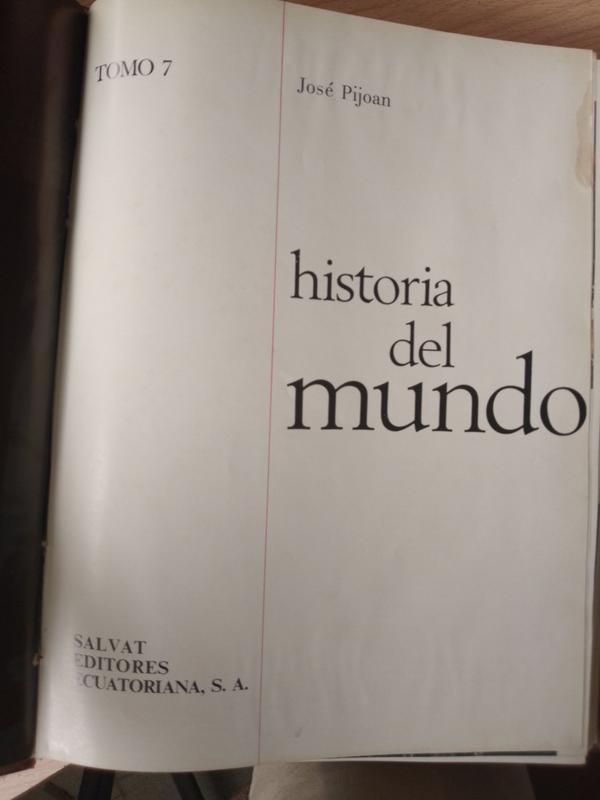 TOMO 7
José Pijoan
historia
del
mundo
SALVAT
EDITORES
ECUATORIANA, S. A.